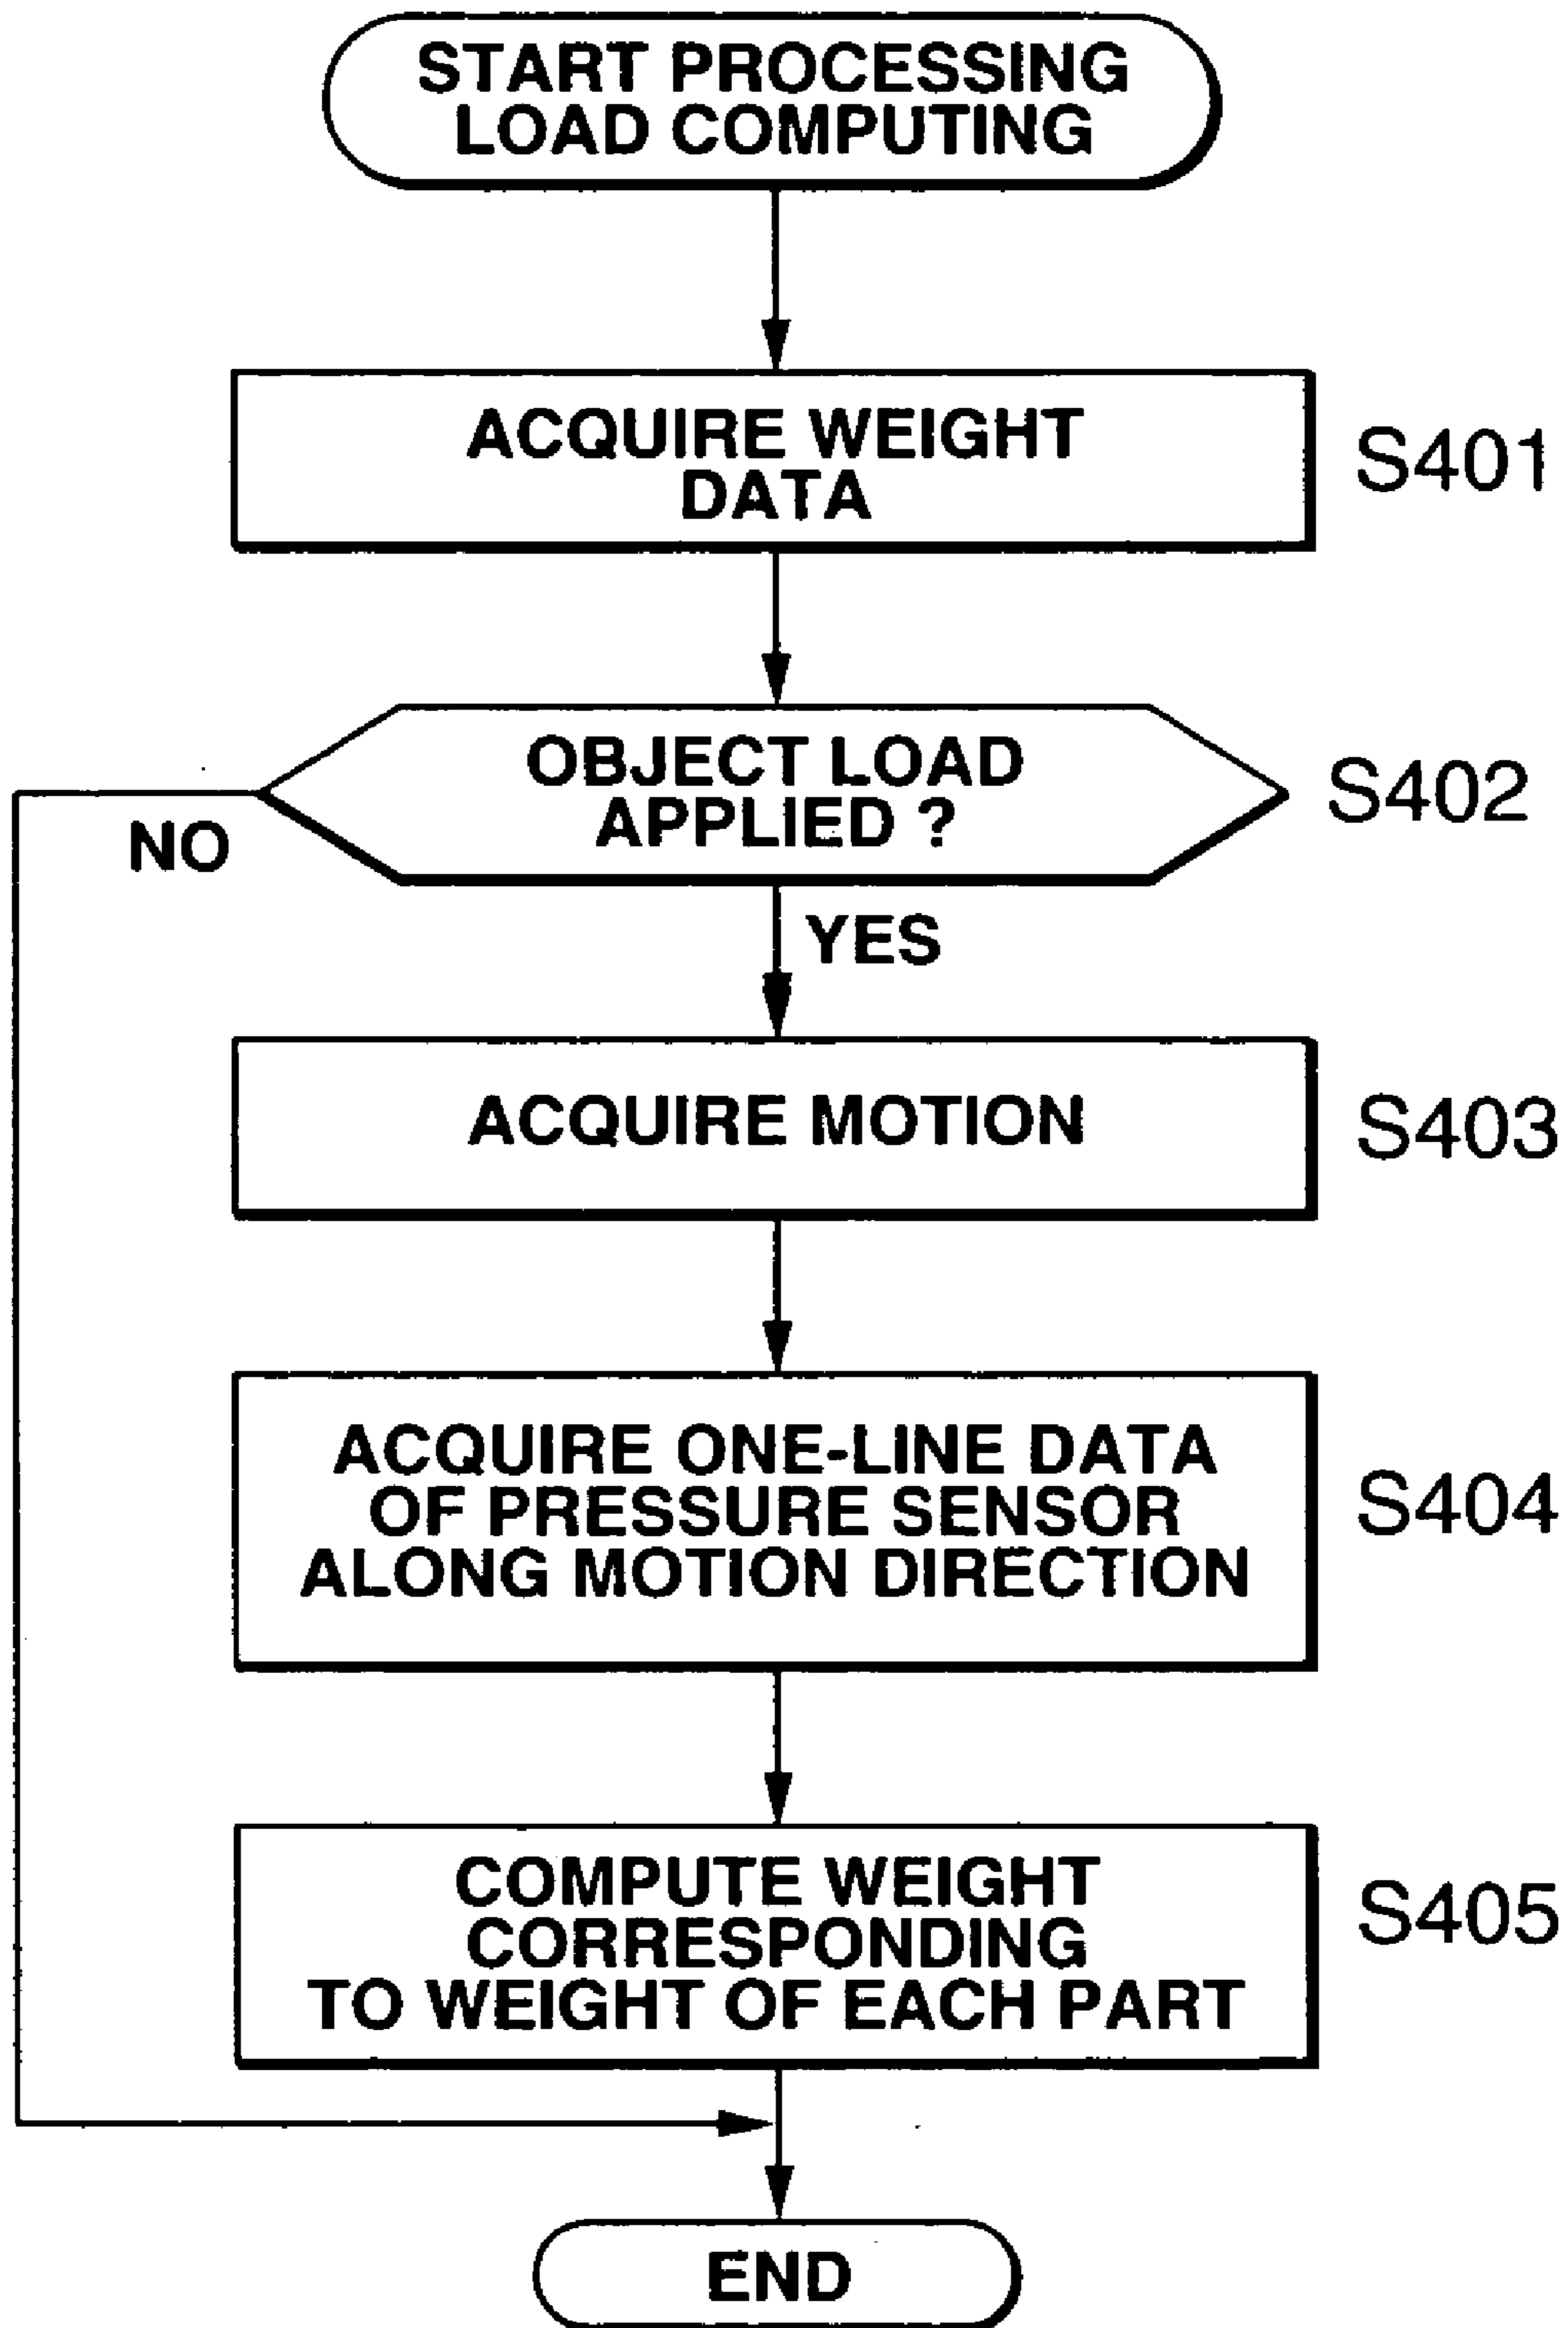 START PROCESSING
LOAD COMPUTING
ACQUIRE WEIGHT
DATA
S401
OBJECT LOAD
APPLIED ?
S402
NO
YES
ACQUIRE MOTION
S403
ACQUIRE ONE-LINE DATA
OF PRESSURE SENSOR
ALONG MOTION DIRECTION
S404
COMPUTE WEIGHT
CORRESPONDING
TO WEIGHT OF EACH PART
S405
END